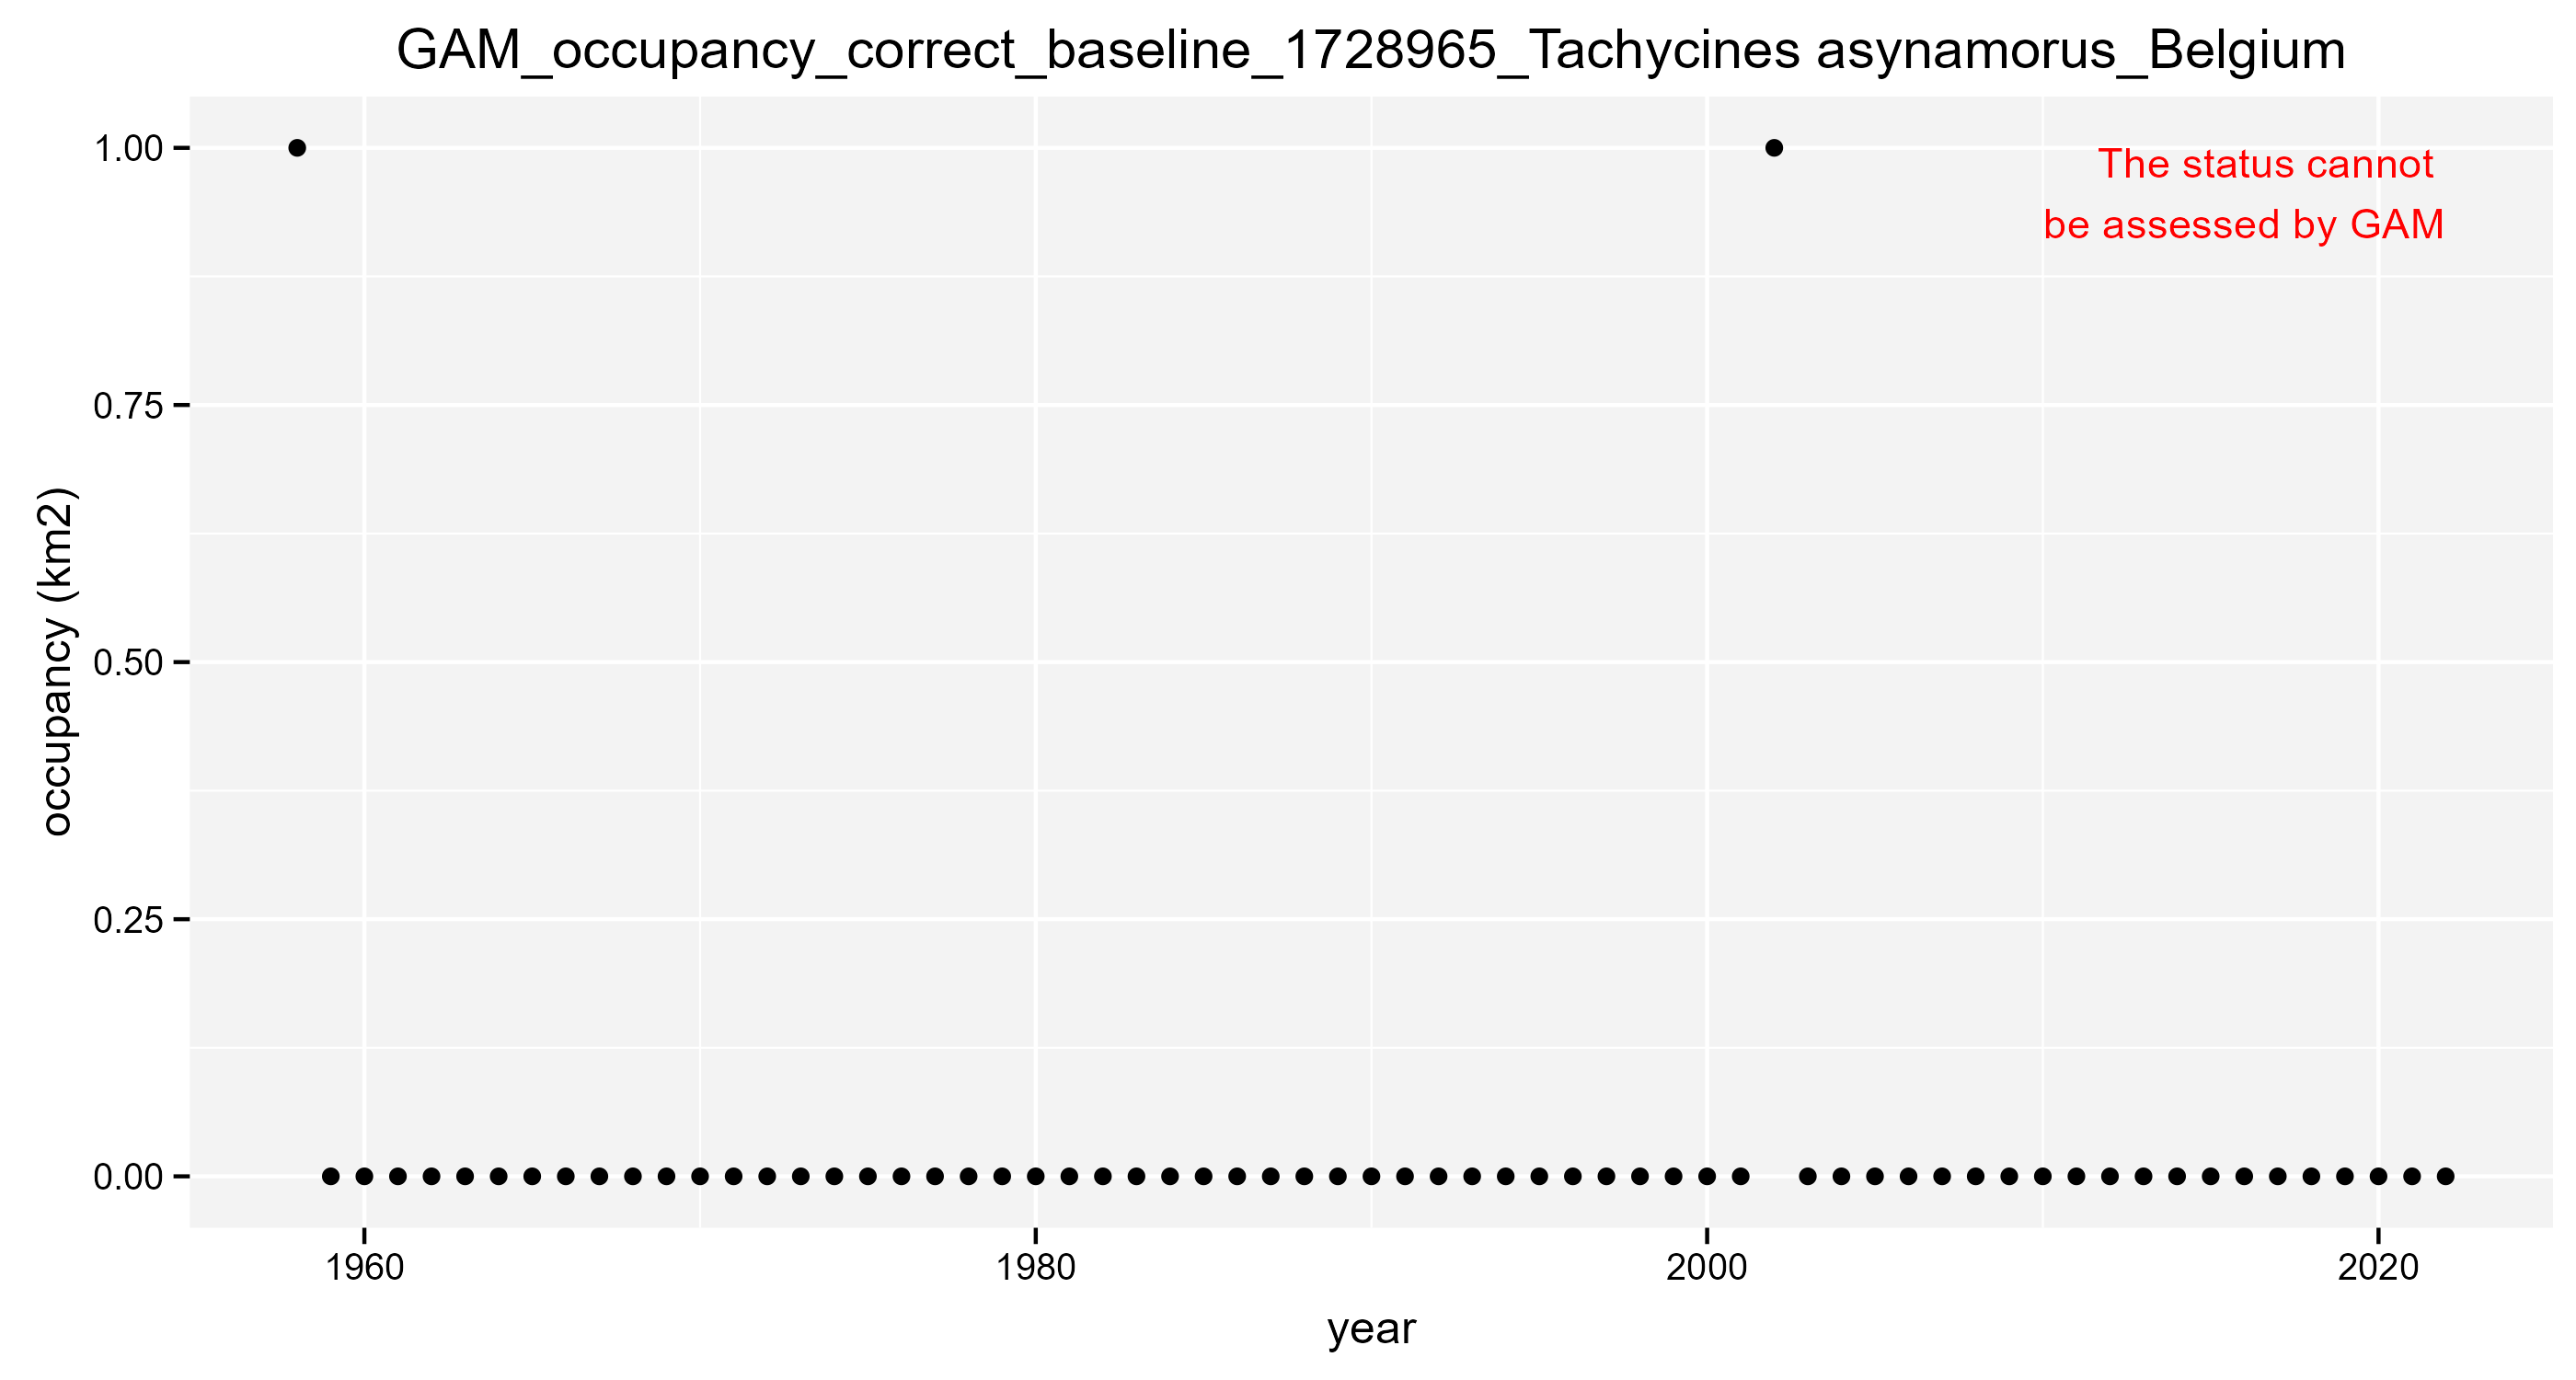 GAM_occupancy_correct_baseline_1728965_Tachycines asynamorus_Belgium
1.00
0.75
0.50
0.25
0.00
occupancy (km2)
The status cannot
be assessed by GAM
1960
1980
2000
2020
year